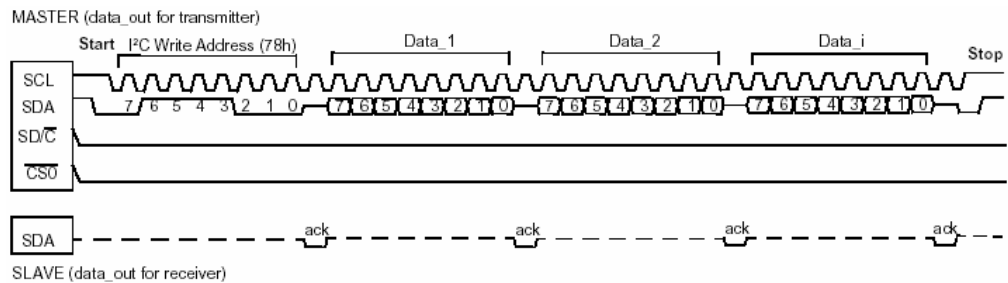 MASTER (data_out for transmitter)
Start I²C Write Address (78h) Data_1 Data_2 Data_i Stop
SCL
SDA 7 6 5 4 3 2 1 0 7 6 5 4 3 2 1 0 7 6 5 4 3 2 1 0 7 6 5 4 3 2 1 0
SD/C̅
C̅S̅0̅
ack ack ack ack
SDA
SLAVE (data_out for receiver)